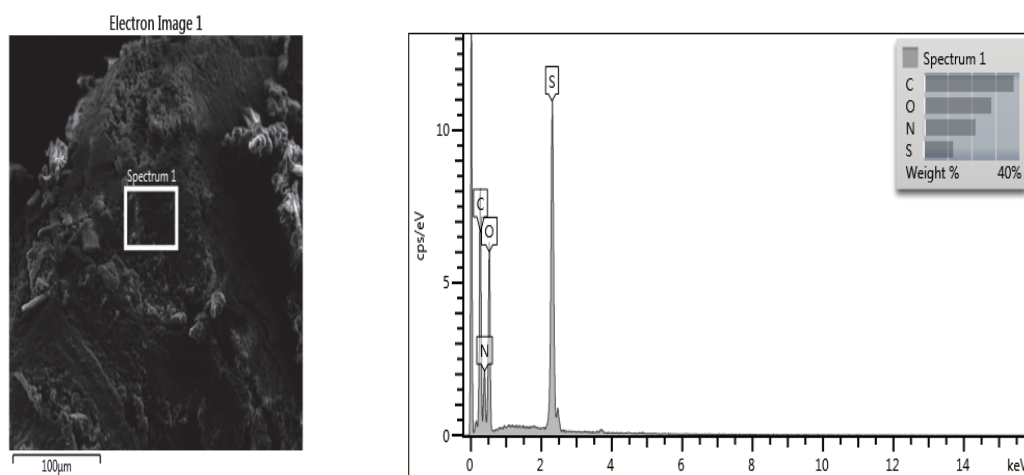 Electron Image 1
Spectrum 1
100µm
cps/eV
10
5
0
S
C
O
N
0 2 4 6 8 10 12 14 keV
Spectrum 1
C
O
N
S
Weight % 40%